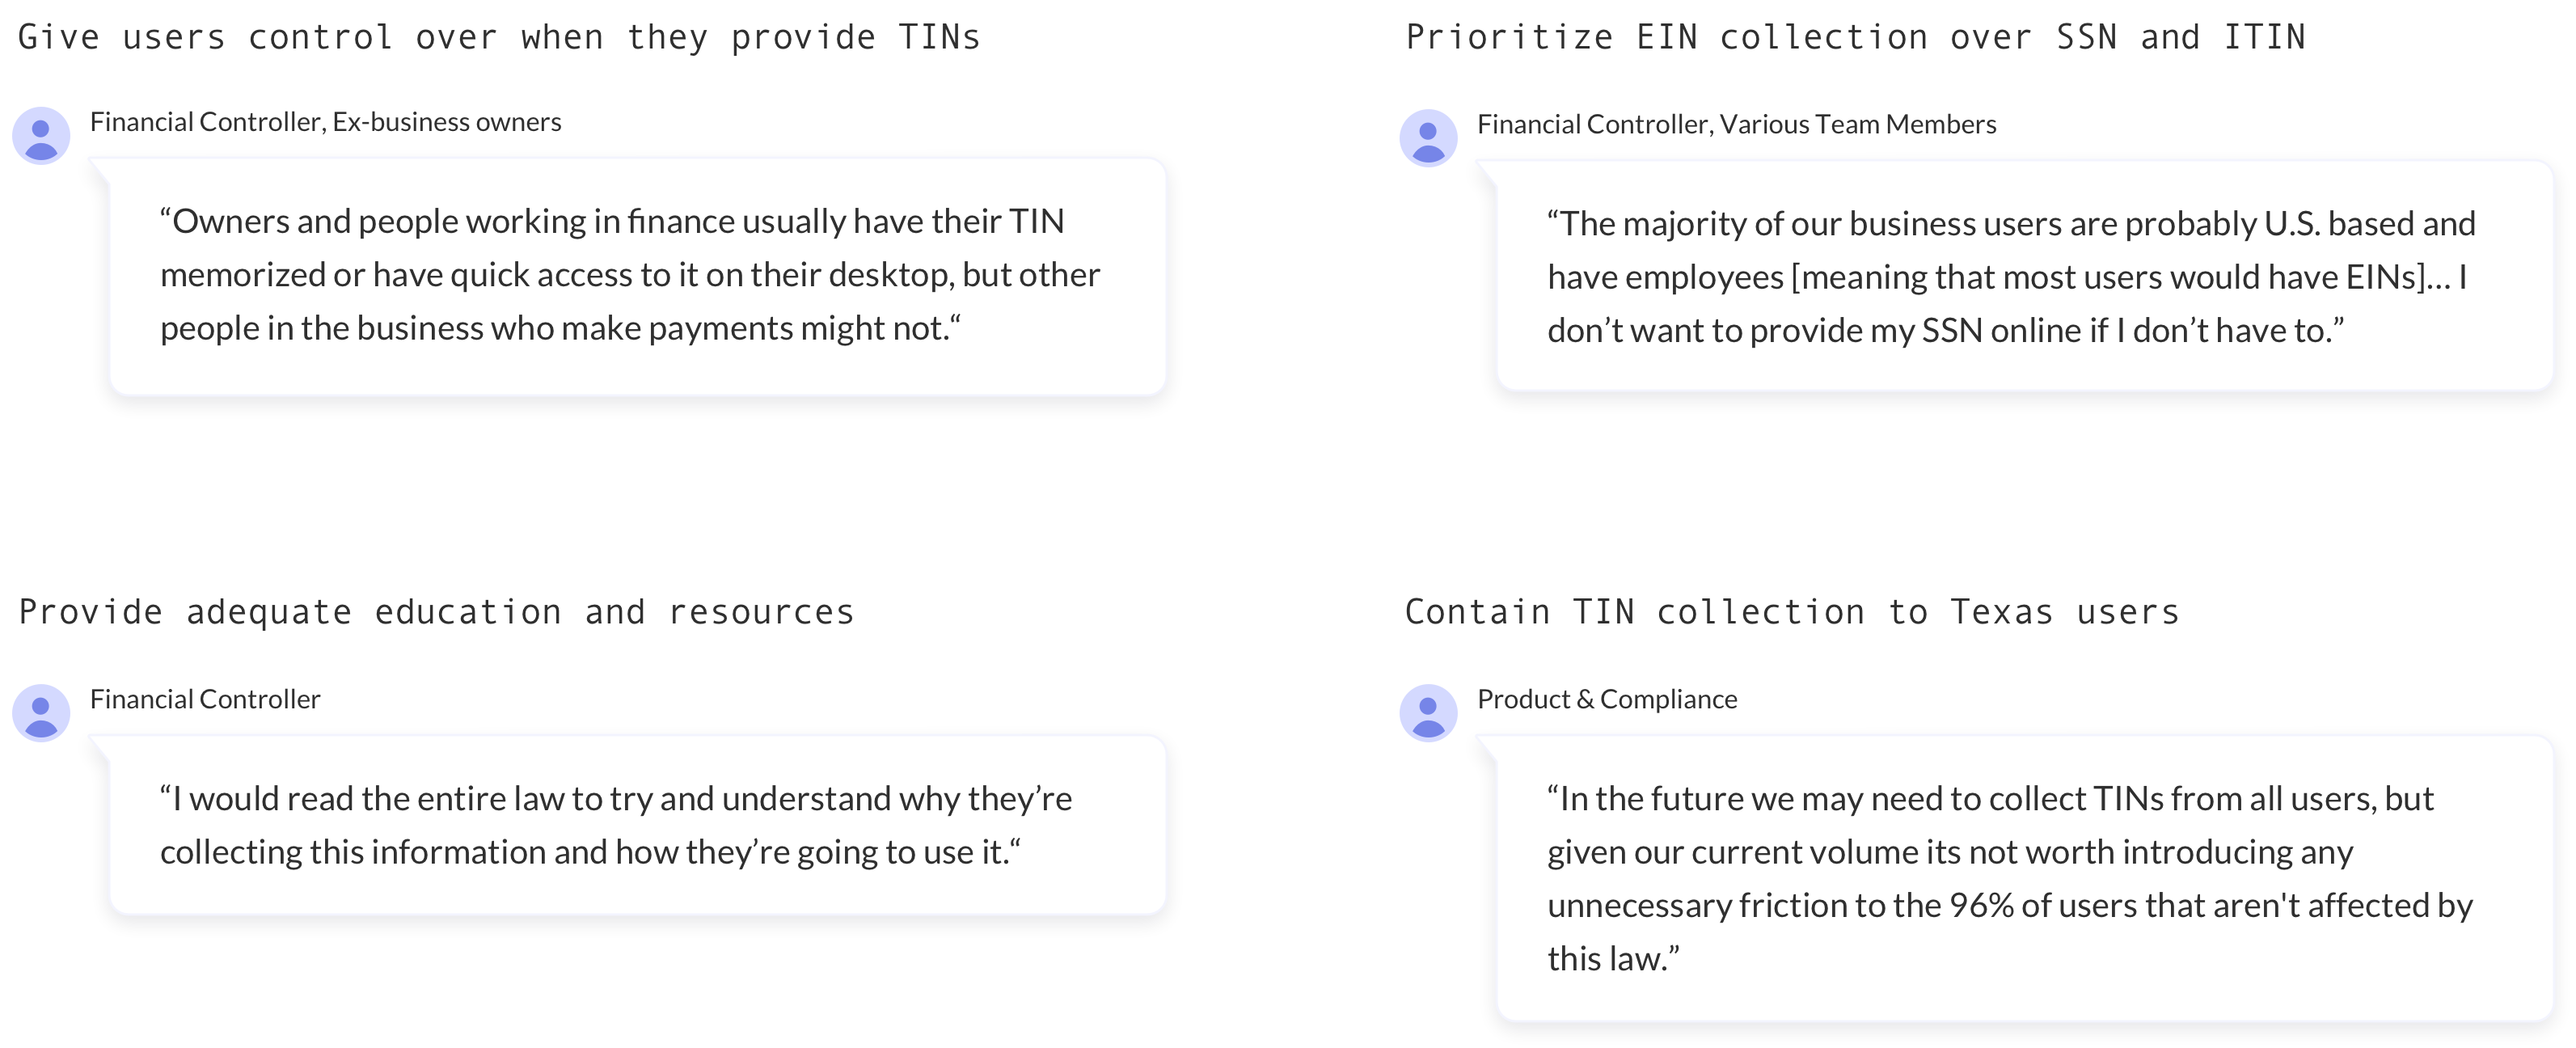 Give users control over when they provide TINs
Financial Controller, Ex-business owners
“Owners and people working in finance usually have their TIN
memorized or have quick access to it on their desktop, but other
people in the business who make payments might not.“
Prioritize EIN collection over SSN and ITIN
Financial Controller, Various Team Members
“The majority of our business users are probably U.S. based and
have employees [meaning that most users would have EINs]... I
don’t want to provide my SSN online if I don’t have to.”
Provide adequate education and resources
Financial Controller
“I would read the entire law to try and understand why they’re
collecting this information and how they’re going to use it.“
Contain TIN collection to Texas users
Product & Compliance
“In the future we may need to collect TINs from all users, but
given our current volume its not worth introducing any
unnecessary friction to the 96% of users that aren't affected by
this law.”